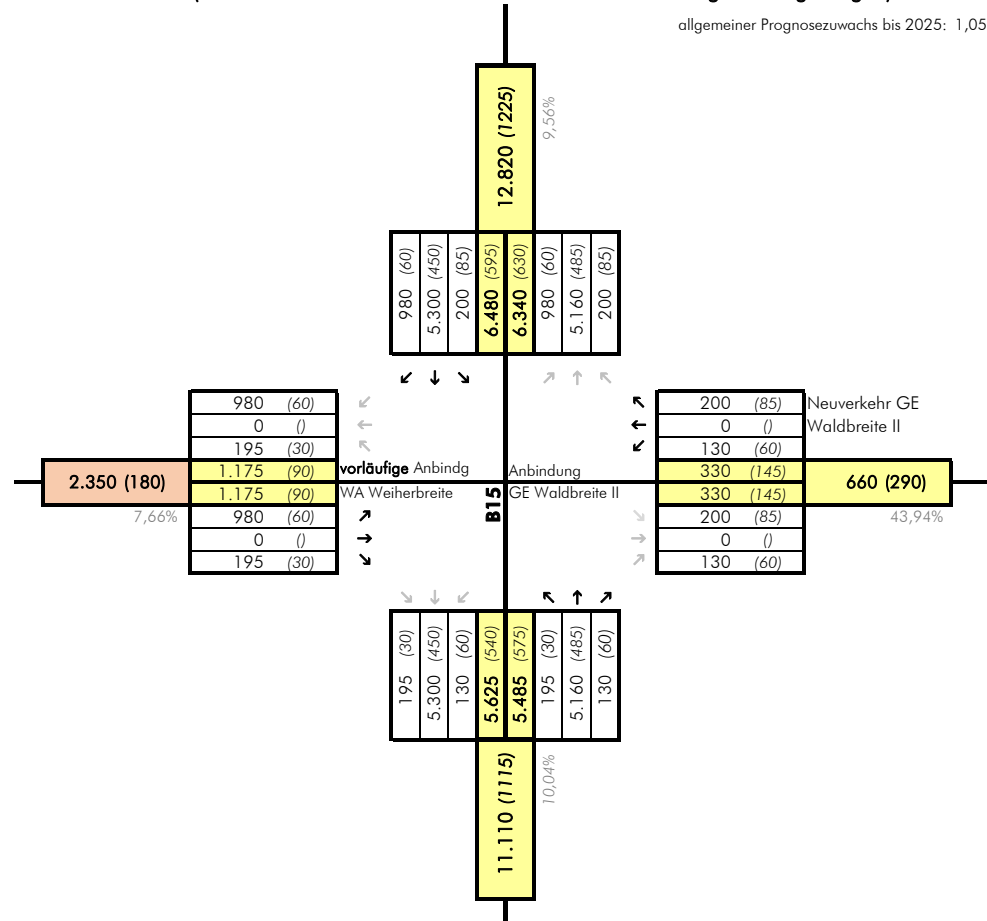 allgemeiner Prognosezuwachs bis 2025: 1,05
12.820 (1225)
9,56%
980 (60)
5.300 (450)
200 (85)
6.480 (595)
6.340 (630)
980 (60)
5.160 (485)
200 (85)
↙ ↓ ↘ ↗ ↑ ↖
980 (60) ↙
0 () ←
195 (30) ↖
1.175 (90)
1.175 (90)
980 (60) ↗
0 () →
195 (30) ↘
2.350 (180)
7,66%
vorläufige Anbindg
WA Weiherbreite
B15
Anbindung
GE Waldbreite II
↖ 200 (85) Neuverkehr GE
← 0 () Waldbreite II
↙ 130 (60)
330 (145)
330 (145)
↘ 200 (85)
→ 0 ()
↗ 130 (60)
660 (290)
43,94%
↘ ↓ ↙ ↖ ↑ ↗
195 (30)
5.300 (450)
130 (60)
5.625 (540)
5.485 (575)
195 (30)
5.160 (485)
130 (60)
11.110 (1115)
10,04%